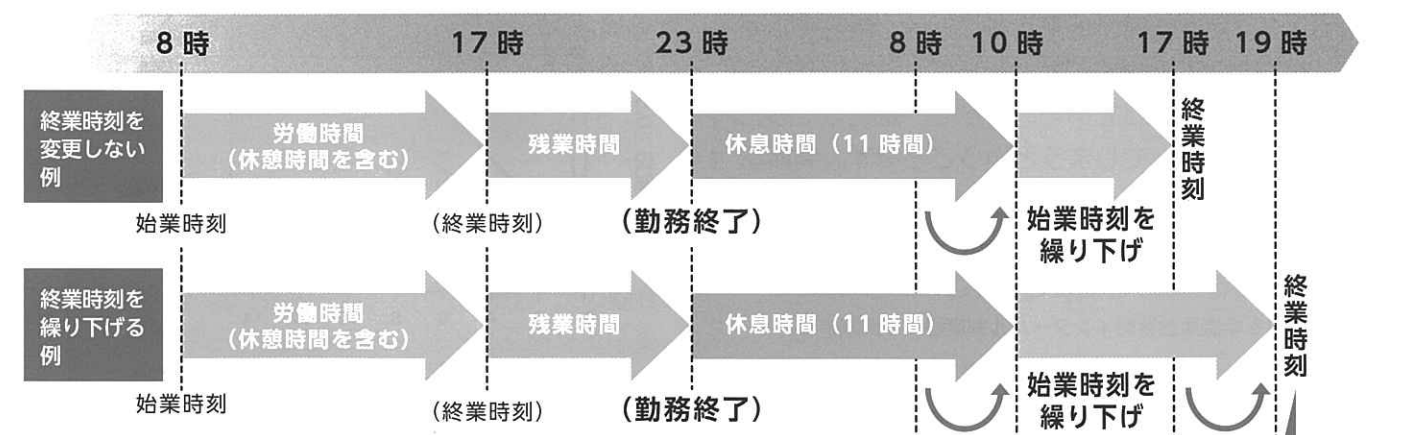 8時 17時 23時 8時 10時 17時 19時
終業時刻を
変更しない
例
労働時間
(休憩時間を含む)
残業時間
休息時間(11時間)
終業時刻
始業時刻
(終業時刻)
(勤務終了)
始業時刻を
繰り下げ
終業時刻を
繰り下げる
例
労働時間
(休憩時間を含む)
残業時間
休息時間(11時間)
終業時刻
始業時刻
(終業時刻)
(勤務終了)
始業時刻を
繰り下げ